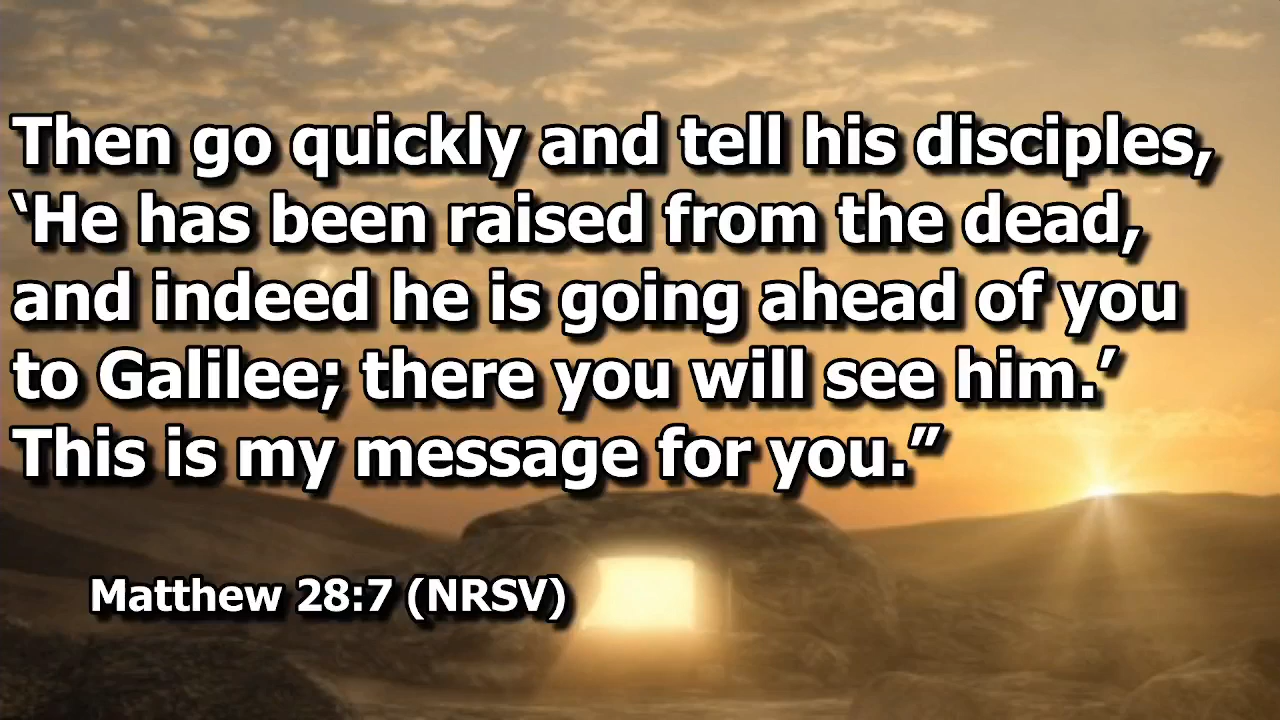 Then go quickly and tell his disciples,
‘He has been raised from the dead,
and indeed he is going ahead of you
to Galilee; there you will see him.’
This is my message for you.”
Matthew 28:7 (NRSV)